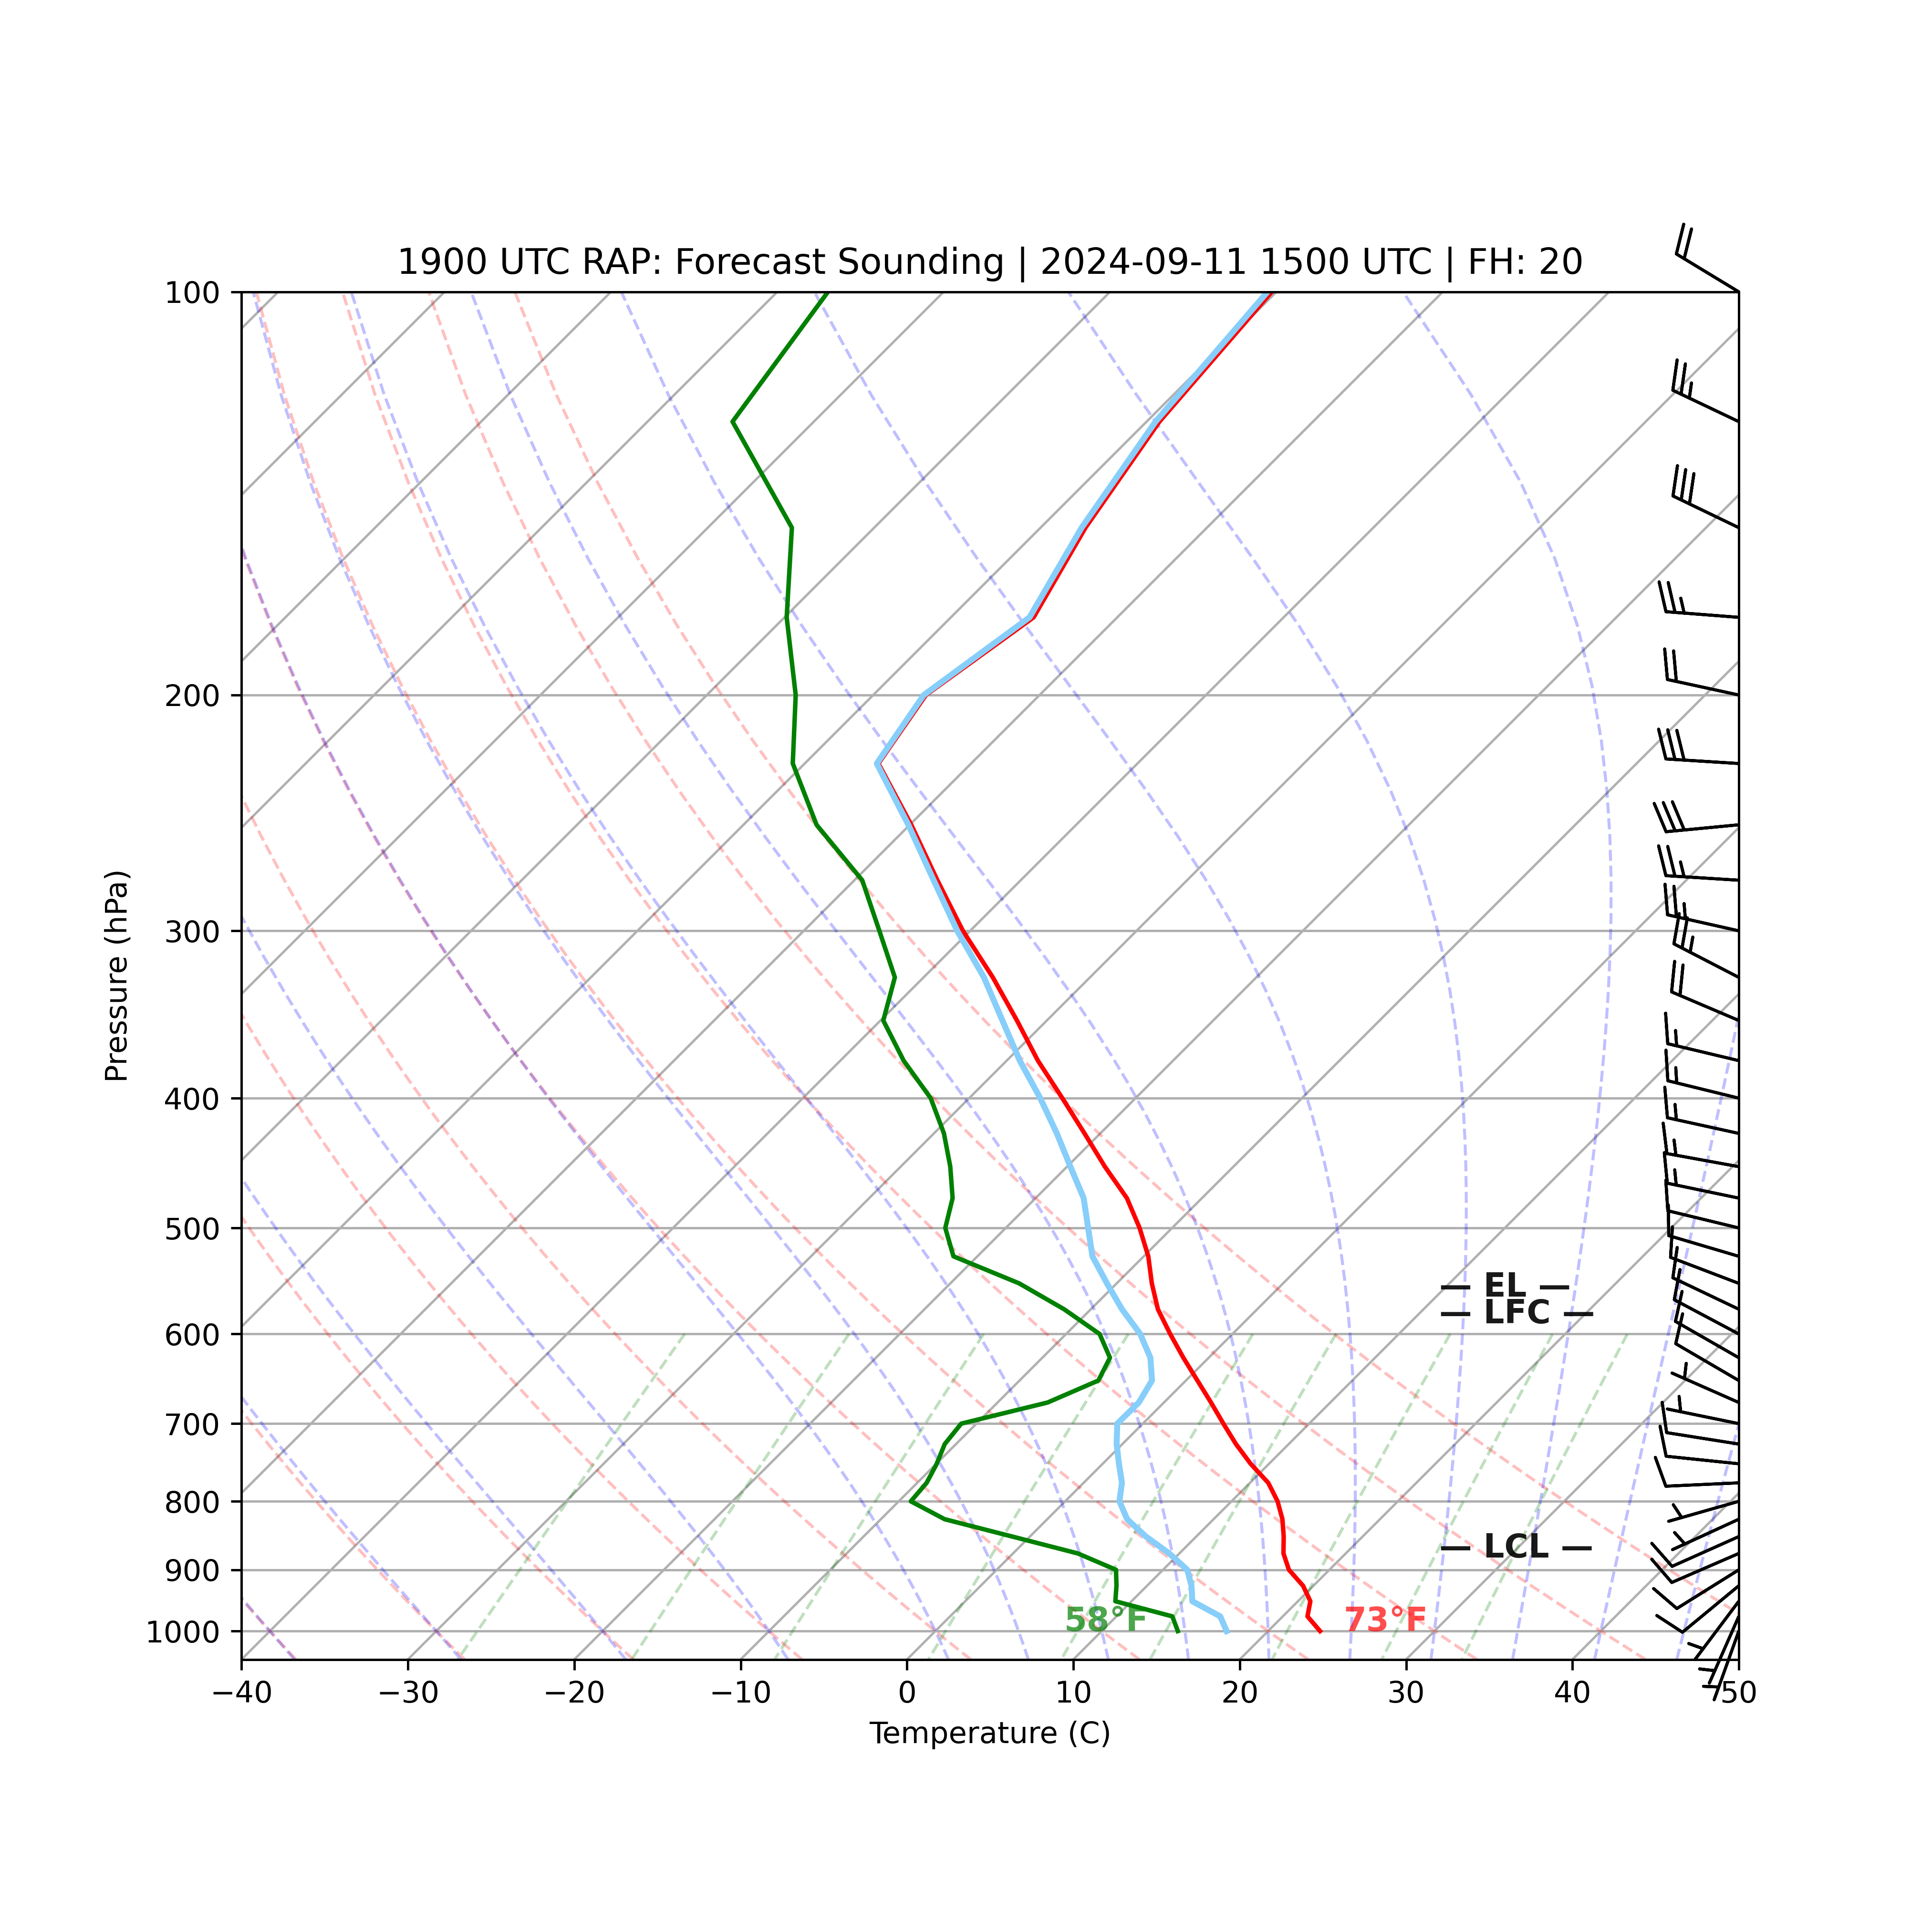 1900 UTC RAP: Forecast Sounding | 2024-09-11 1500 UTC | FH: 20
100
200
300
400
500
600
700
800
900
1000
Pressure (hPa)
— EL —
— LFC —
— LCL —
58°F
73°F
−40 −30 −20 −10 0 10 20 30 40 50
Temperature (C)